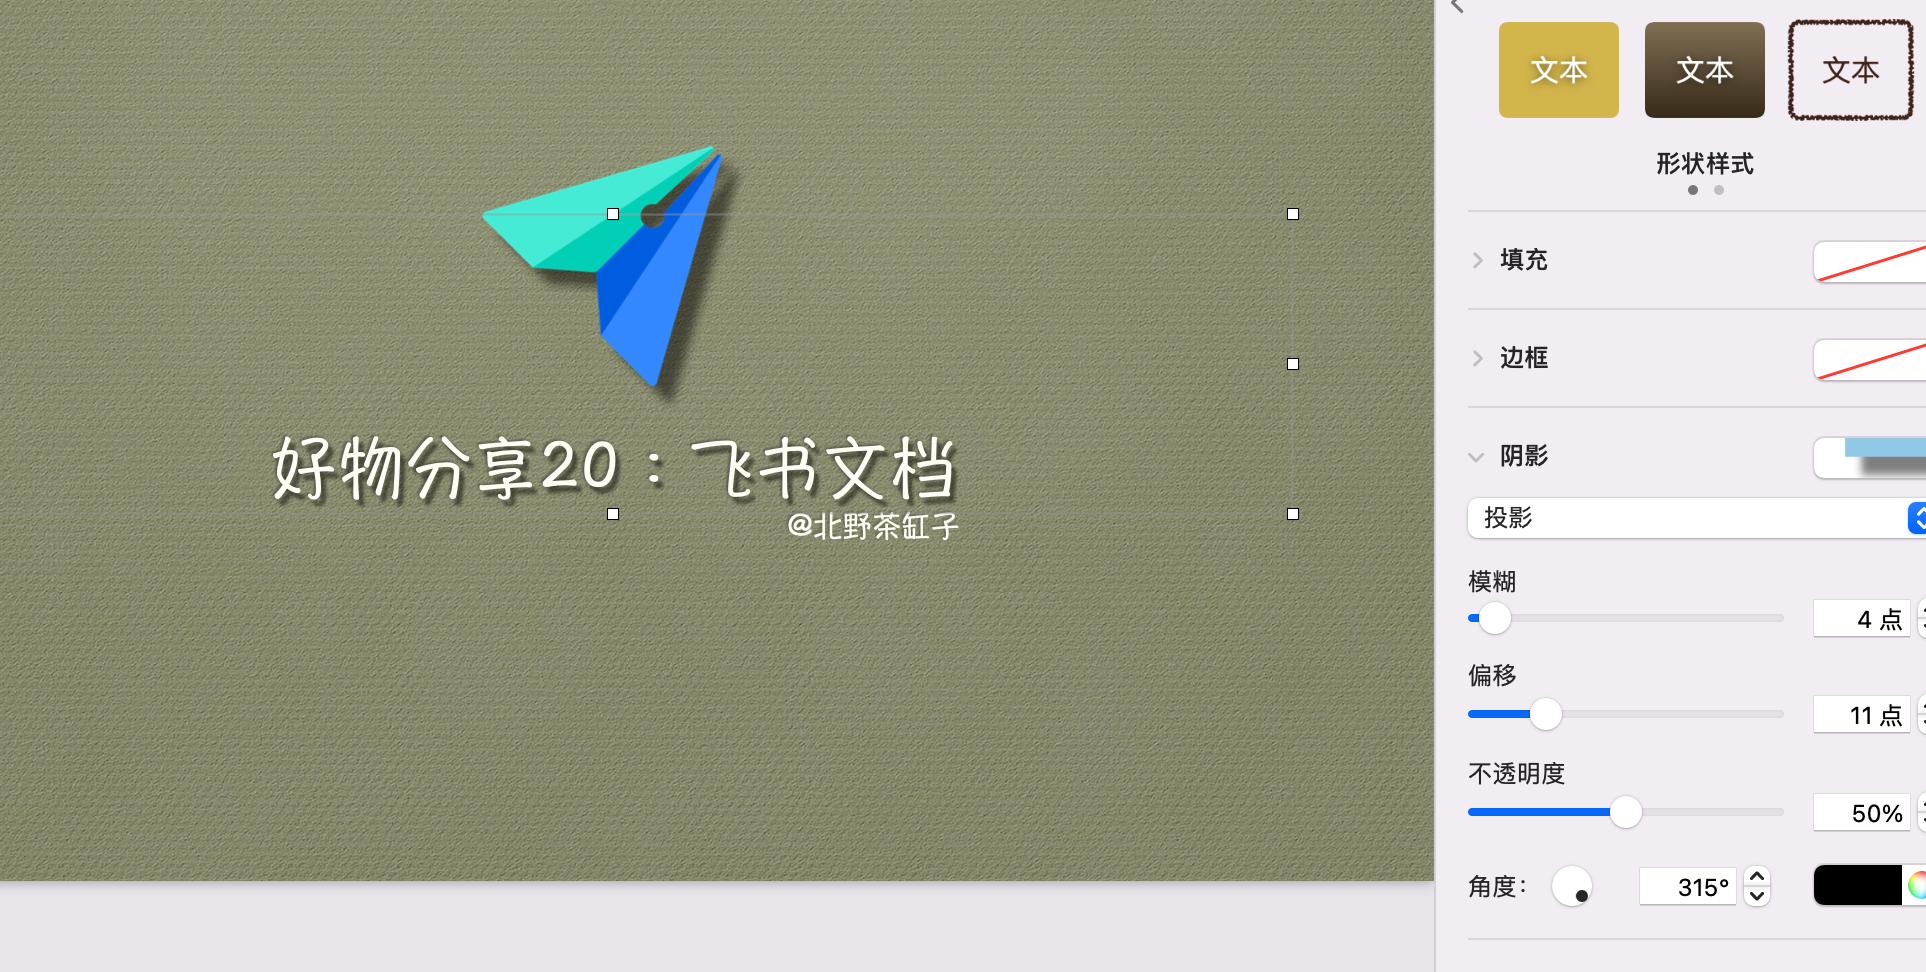 好物分享20：飞书文档
@北野茶缸子
文本 文本 文本
形状样式
填充
边框
阴影
投影
模糊
4 点
偏移
11 点
不透明度
50%
角度： 315°